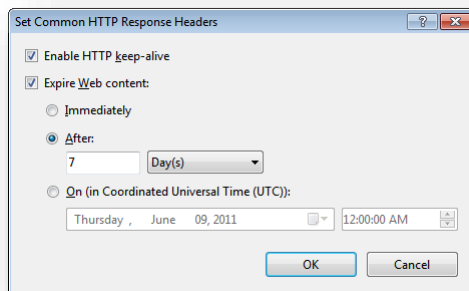 Set Common HTTP Response Headers
Enable HTTP keep-alive
Expire Web content:
Immediately
After:
7 Day(s)
On (in Coordinated Universal Time (UTC)):
Thursday , June 09, 2011 12:00:00 AM
OK Cancel